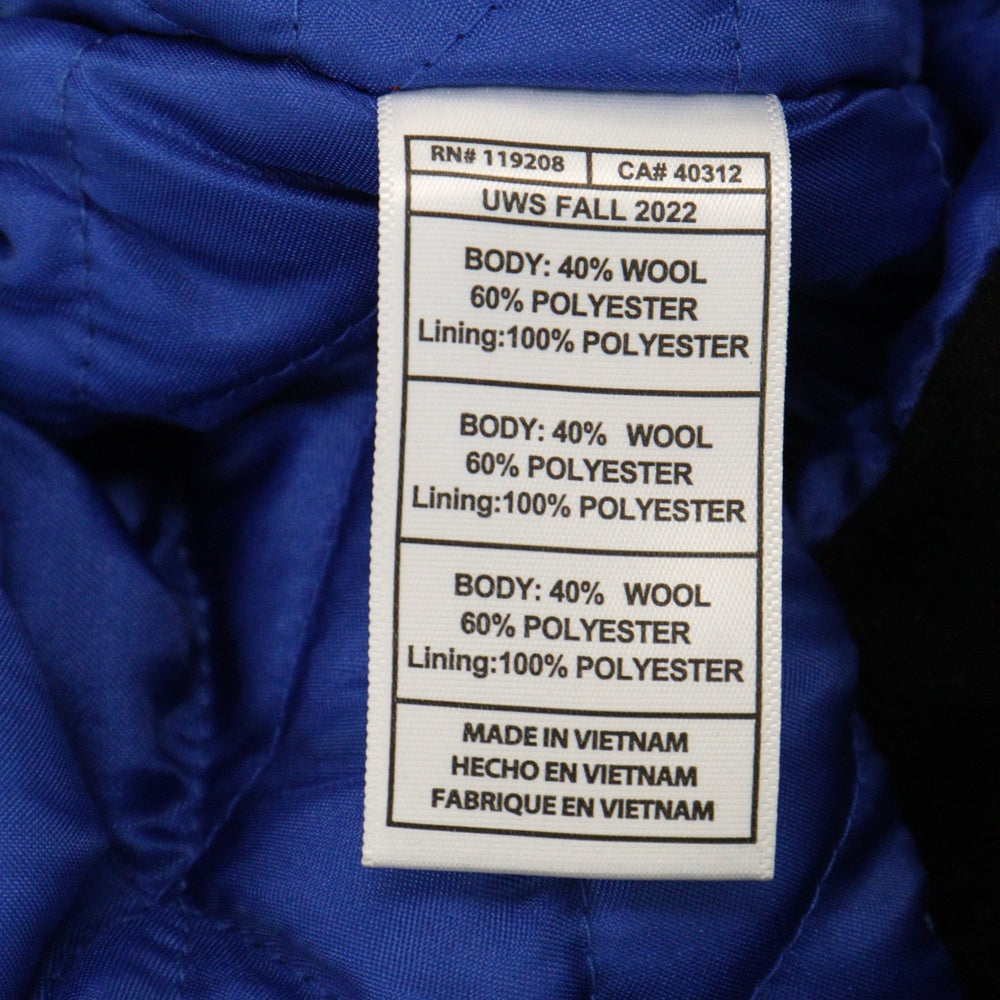 RN# 119208 CA# 40312
UWS FALL 2022
BODY: 40% WOOL
60% POLYESTER
Lining:100% POLYESTER
BODY: 40% WOOL
60% POLYESTER
Lining:100% POLYESTER
BODY: 40% WOOL
60% POLYESTER
Lining:100% POLYESTER
MADE IN VIETNAM
HECHO EN VIETNAM
FABRIQUE EN VIETNAM